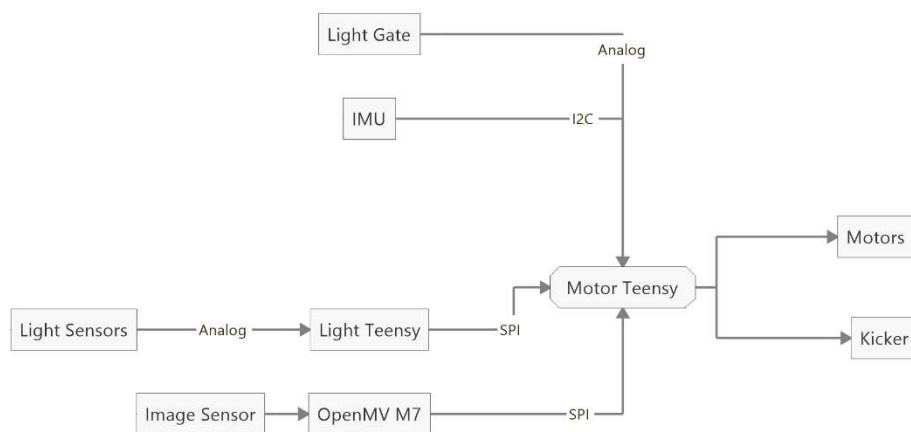 Light Gate
Analog
IMU
I2C
Motors
Motor Teensy
Light Sensors
Analog
Light Teensy
SPI
Kicker
Image Sensor
OpenMV M7
SPI